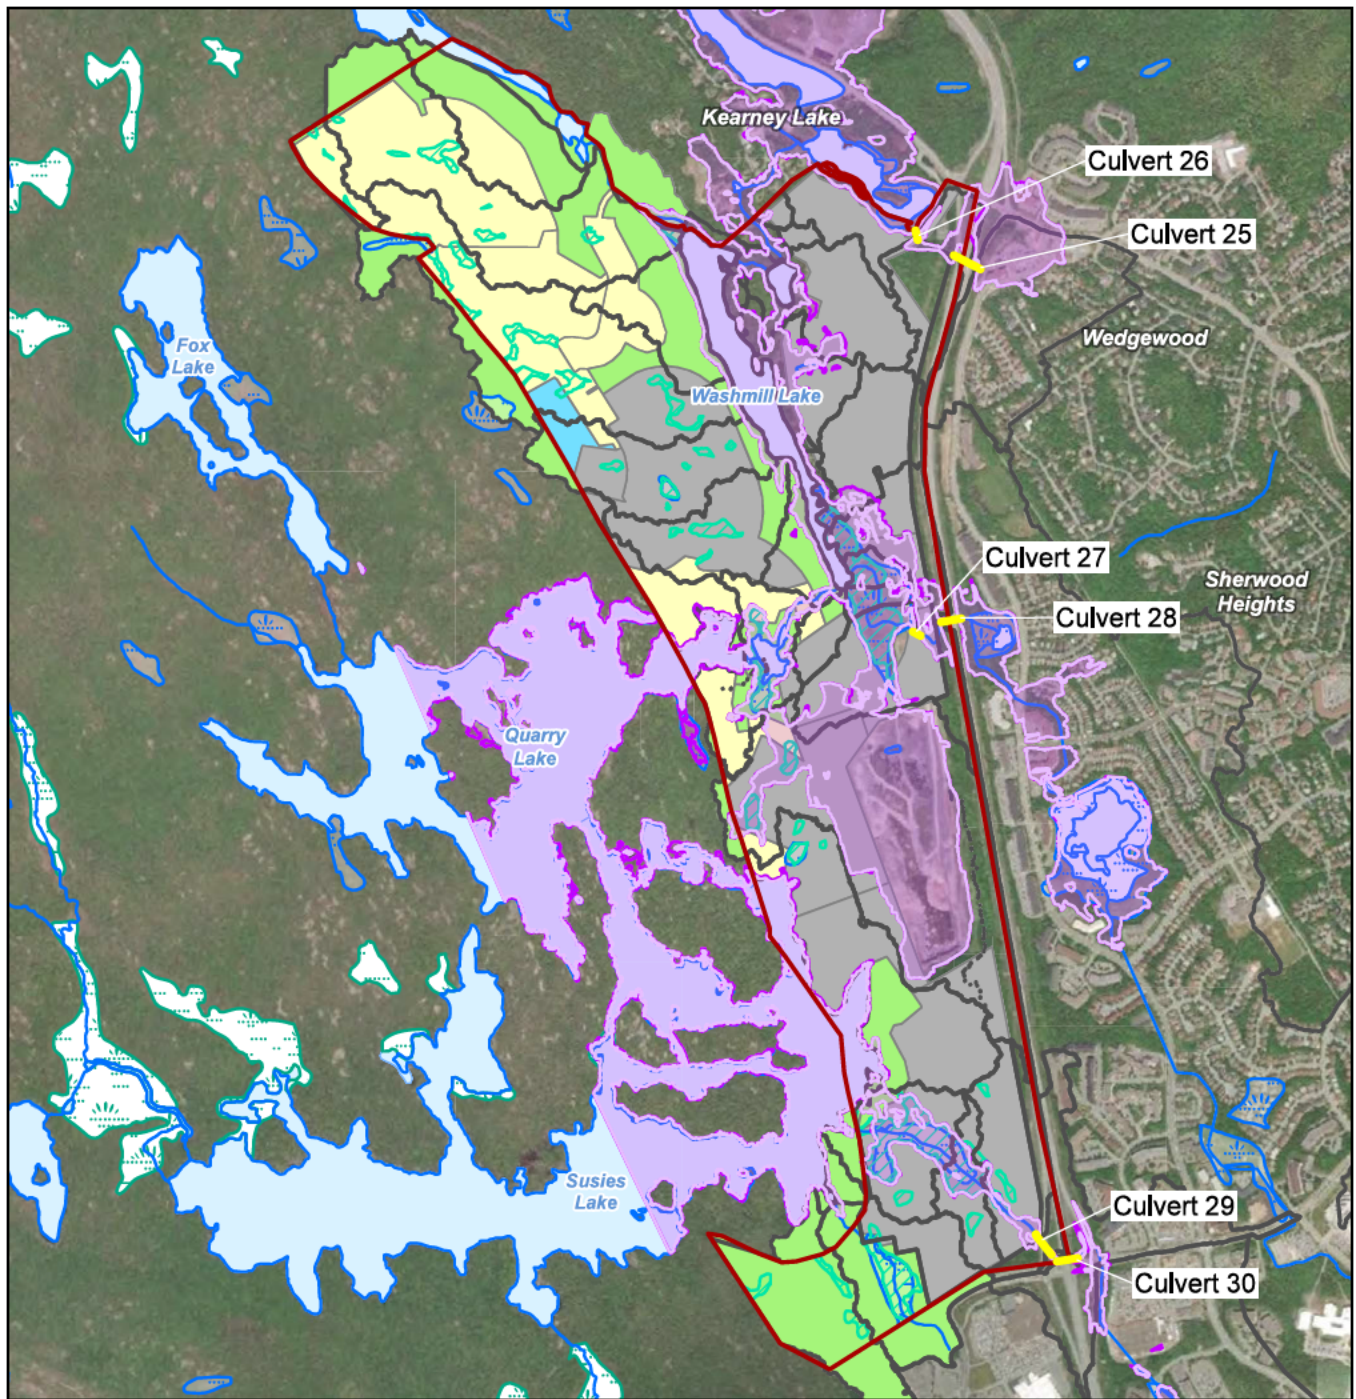 Kearney Lake
Culvert 26
Culvert 25
Wedgewood
Fox
Lake
Washmill Lake
Culvert 27
Sherwood
Heights
Culvert 28
Quarry
Lake
Susies
Lake
Culvert 29
Culvert 30